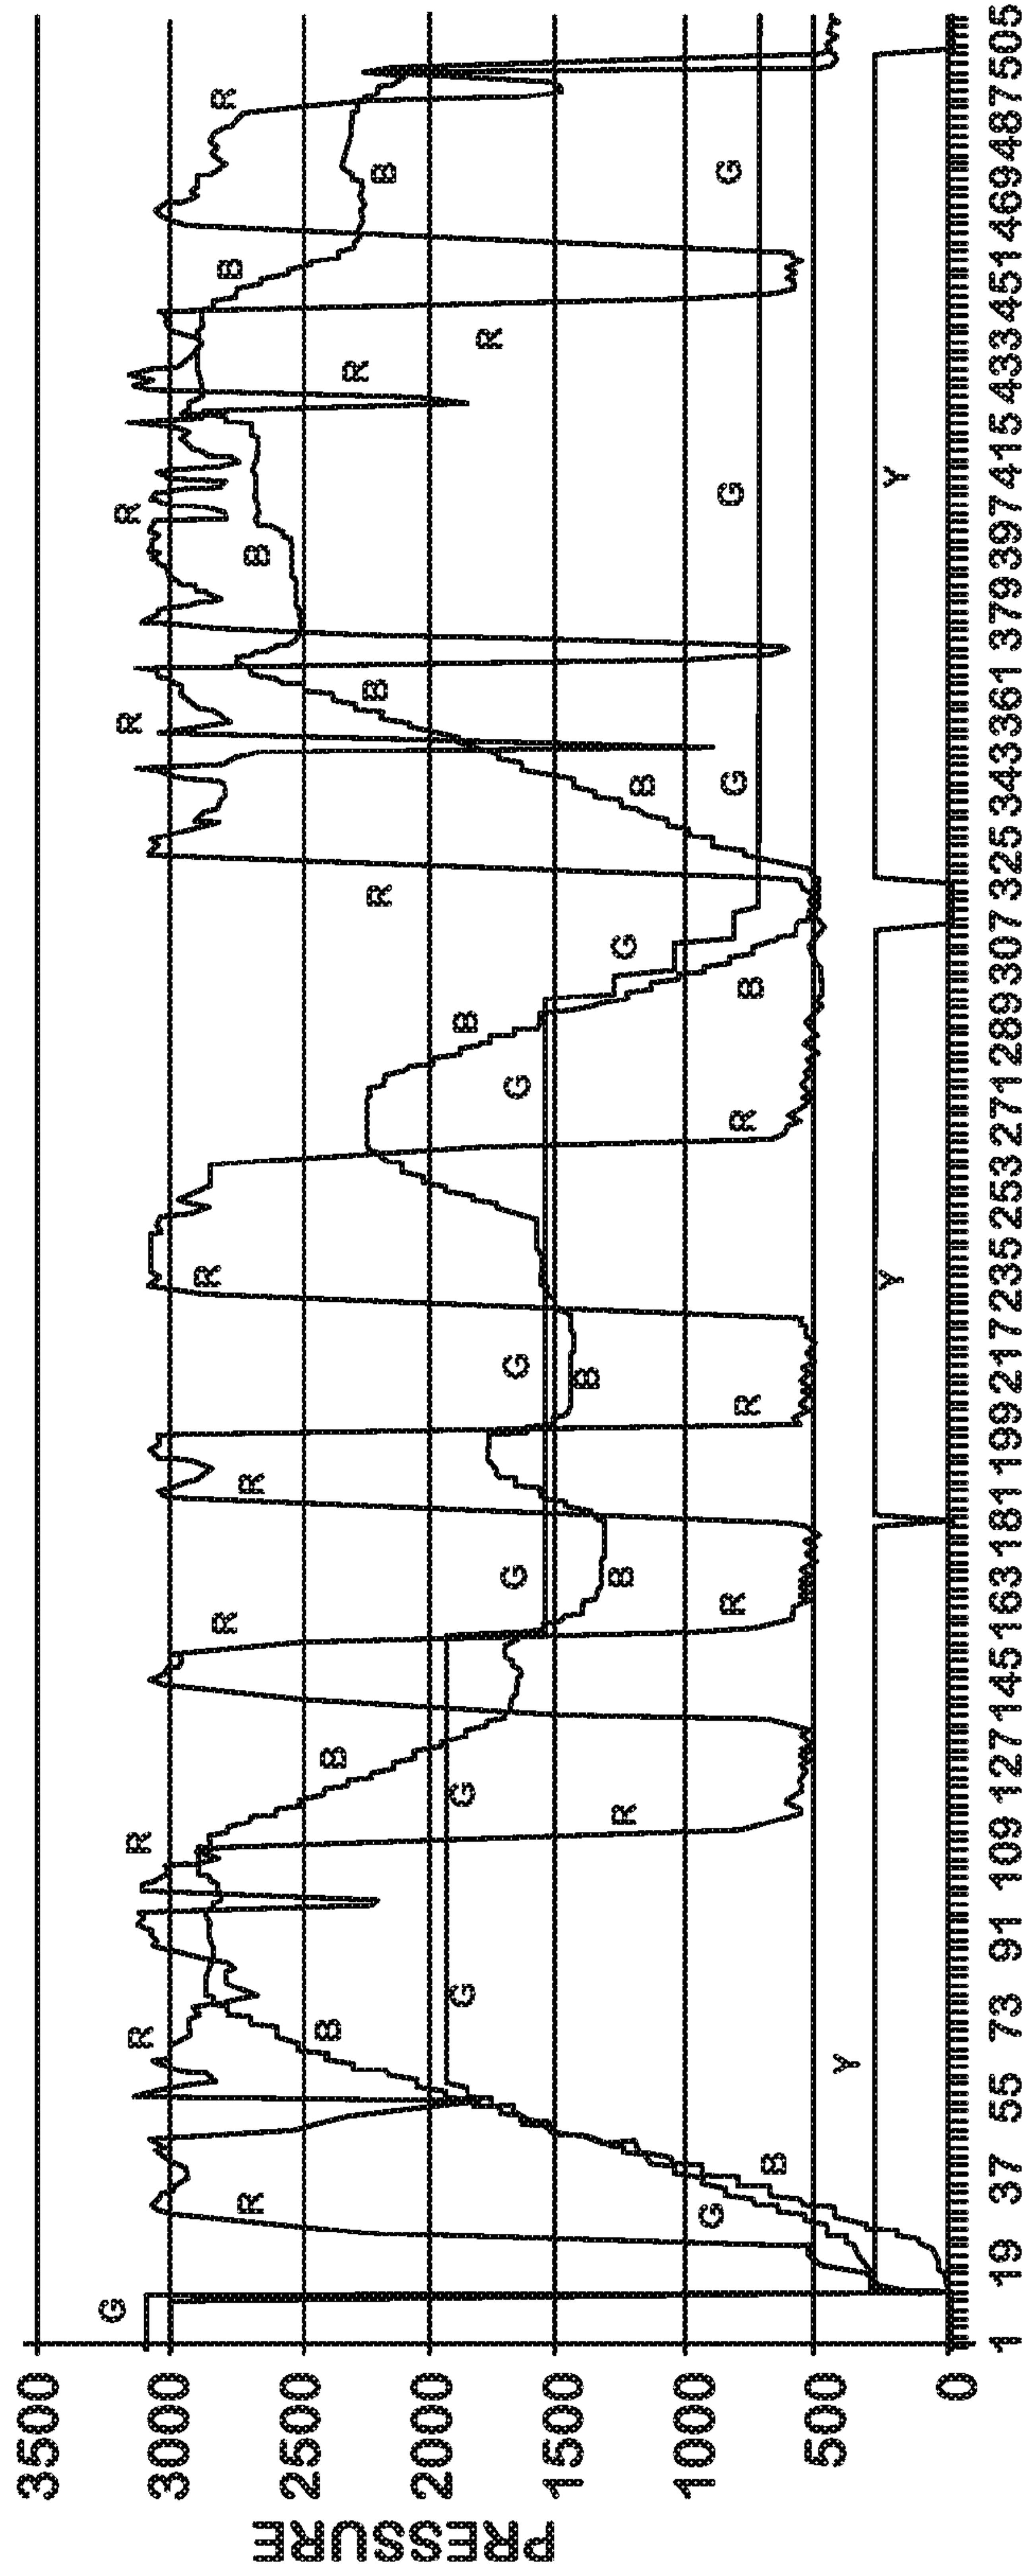 PRESSURE
3500
G
R R R R
3000
R R R R B R B
2500
B B R B R B
2000
G G B R
G G G
1500
R B B G B
1000
G R R R B G G G
B
500
Y Y Y
0
1 19 37 55 73 91 109 127 145 163 181 199 217 235 253 271 289 307 325 343 361 379 397 415 433 451 469 487 505